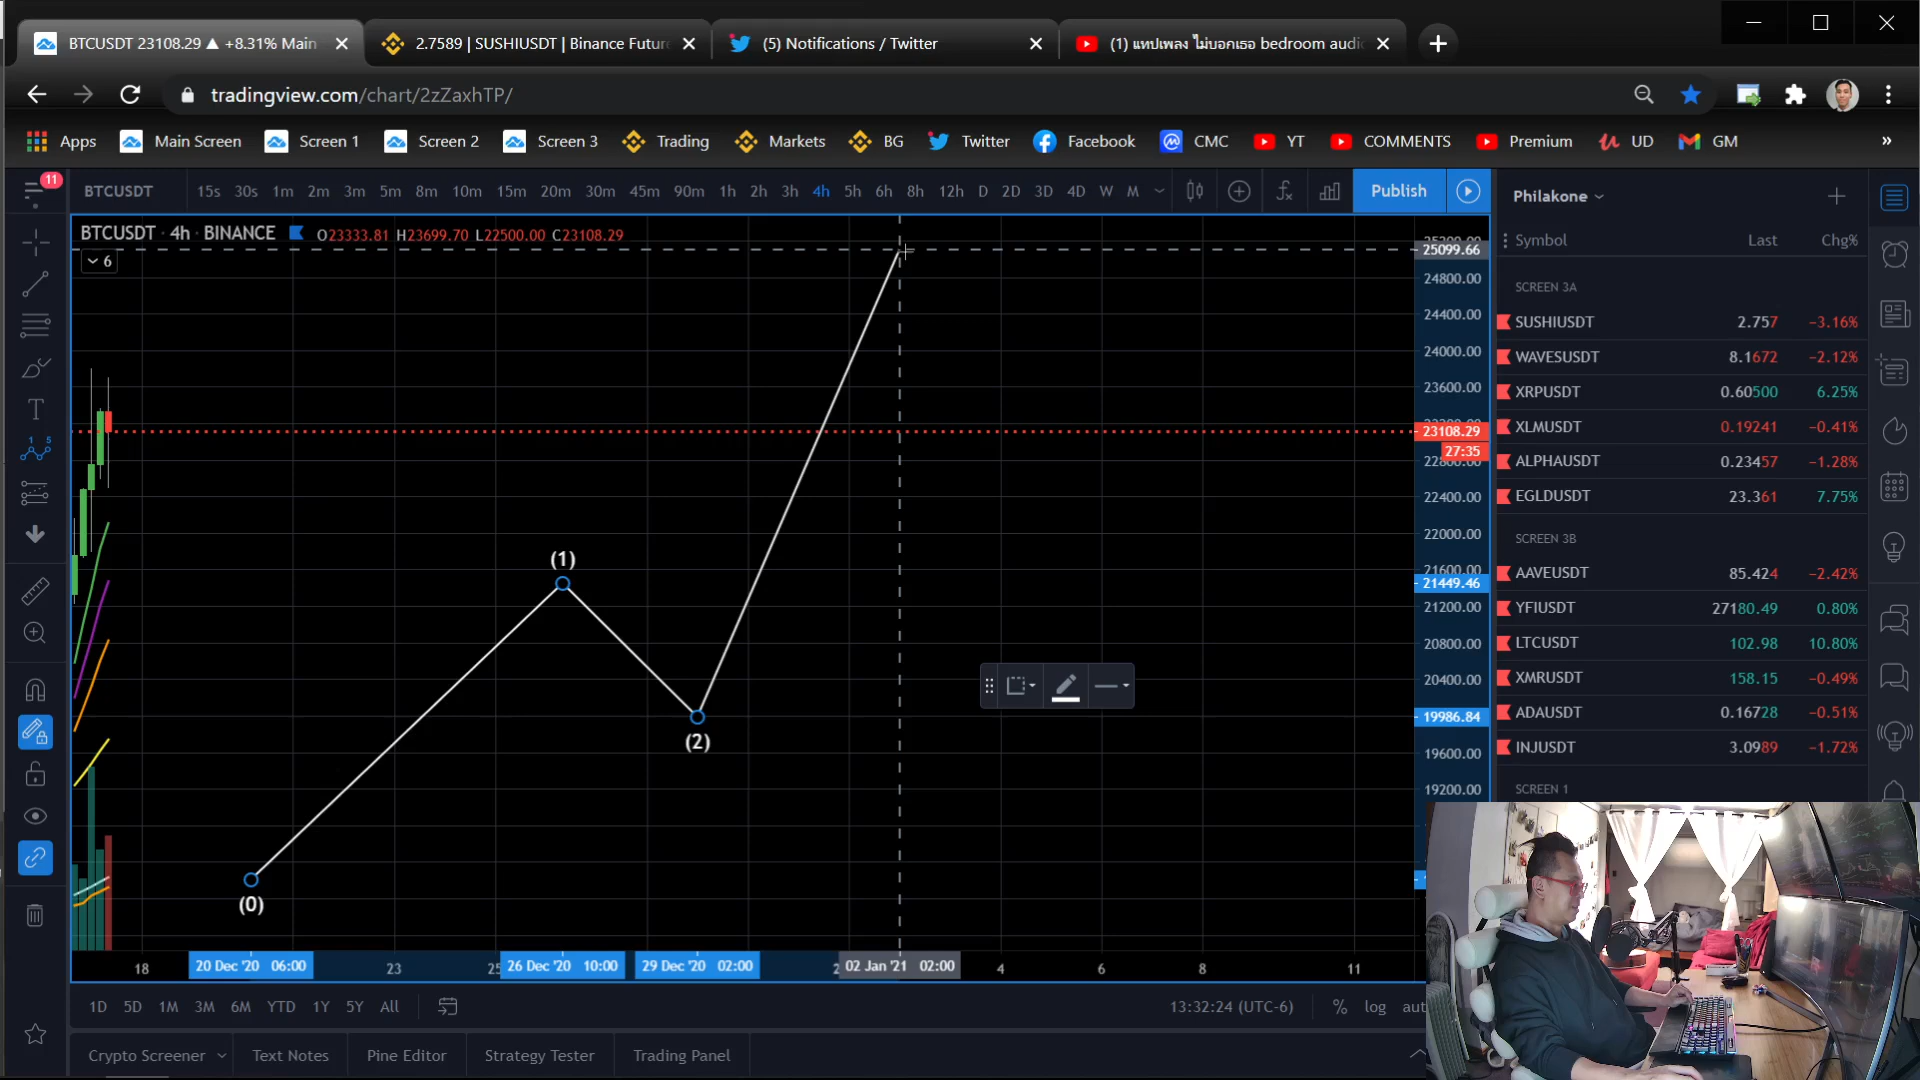 BTCUSDT 23108.29 ▲ +8.31% Main
2.7589 | SUSHIUSDT | Binance Futur
(5) Notifications / Twitter
(1) แทปเพลง ไม่บอกเธอ bedroom audi
tradingview.com/chart/2zZaxhTP/
Apps Main Screen Screen 1 Screen 2 Screen 3 Trading Markets BG Twitter Facebook CMC YT COMMENTS Premium UD GM »
11
BTCUSDT 15s 30s 1m 2m 3m 5m 8m 10m 15m 20m 30m 45m 90m 1h 2h 3h 4h 5h 6h 8h 12h D 2D 3D 4D W M Publish
BTCUSDT · 4h · BINANCE O23333.81 H23699.70 L22500.00 C23108.29
6
25099.66
24800.00
24400.00
24000.00
23600.00
23108.29
27:35
22400.00
22000.00
21600.00
21449.46
21200.00
20800.00
20400.00
19986.84
19600.00
19200.00
(1)
(2)
(0)
18 20 Dec '20 06:00 23 26 Dec '20 10:00 29 Dec '20 02:00 02 Jan '21 02:00 4 6 8 11
1D 5D 1M 3M 6M YTD 1Y 5Y All
13:32:24 (UTC-6) % log
Crypto Screener Text Notes Pine Editor Strategy Tester Trading Panel
Philakone
Symbol Last Chg%
SCREEN 3A
SUSHIUSDT 2.757 −3.16%
WAVESUSDT 8.1672 −2.12%
XRPUSDT 0.60500 6.25%
XLMUSDT 0.19241 −0.41%
ALPHAUSDT 0.23457 −1.28%
EGLDUSDT 23.361 7.75%
SCREEN 3B
AAVEUSDT 85.424 −2.42%
YFIUSDT 27180.49 0.80%
LTCUSDT 102.98 10.80%
XMRUSDT 158.15 −0.49%
ADAUSDT 0.16728 −0.51%
INJUSDT 3.0989 −1.72%
SCREEN 1